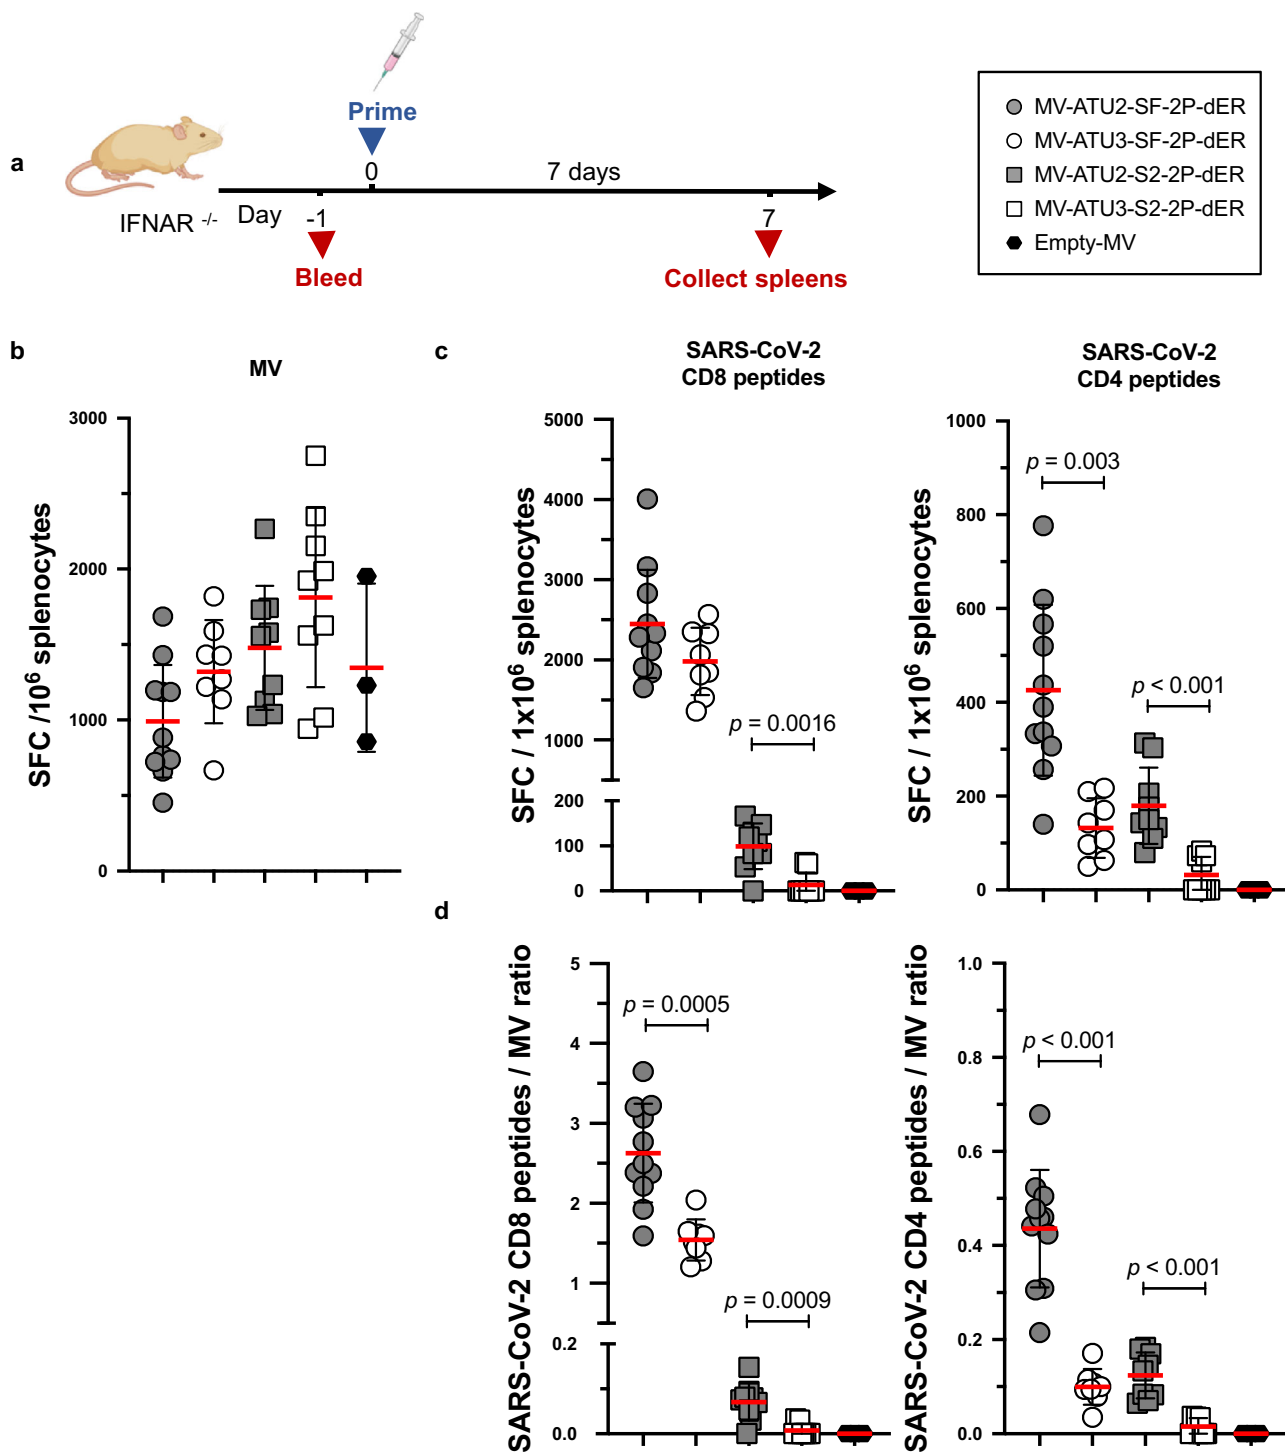 a
Prime
0
7 days
IFNAR -/-
Day
-1
7
Bleed
Collect spleens
MV-ATU2-SF-2P-dER
MV-ATU3-SF-2P-dER
MV-ATU2-S2-2P-dER
MV-ATU3-S2-2P-dER
Empty-MV
b
MV
SFC /10⁶ splenocytes
3000
2000
1000
0
c
SARS-CoV-2
CD8 peptides
SFC / 1x10⁶ splenocytes
5000
4000
3000
2000
1000
200
100
0
p = 0.0016
SARS-CoV-2
CD4 peptides
SFC / 1x10⁶ splenocytes
1000
800
600
400
200
0
p = 0.003
p < 0.001
d
SARS-CoV-2 CD8 peptides / MV ratio
5
4
3
2
1
0.2
0.0
p = 0.0005
p = 0.0009
SARS-CoV-2 CD4 peptides / MV ratio
1.0
0.8
0.6
0.4
0.2
0.0
p < 0.001
p < 0.001